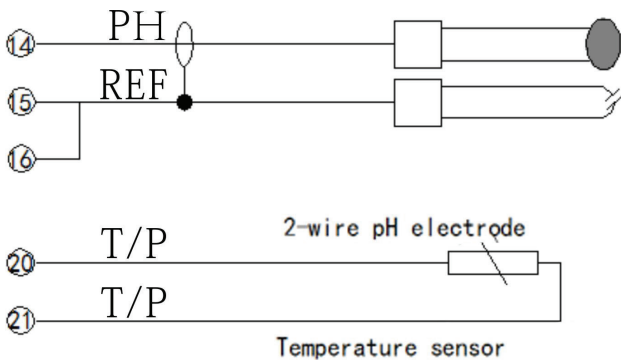 14 PH
15 REF
16
2-wire pH electrode
20 T/P
21 T/P
Temperature sensor